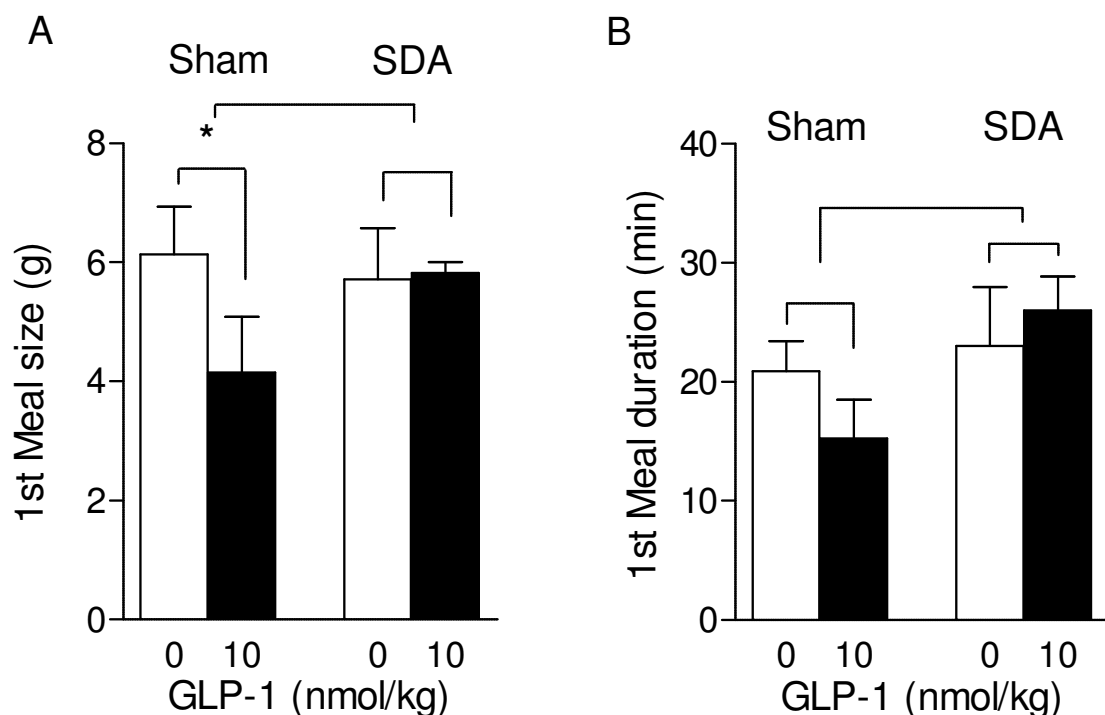 A
Sham SDA
*
8
6
4
2
0
1st Meal size (g)
0 10 0 10
GLP-1 (nmol/kg)
B
Sham SDA
40
30
20
10
0
1st Meal duration (min)
0 10 0 10
GLP-1 (nmol/kg)